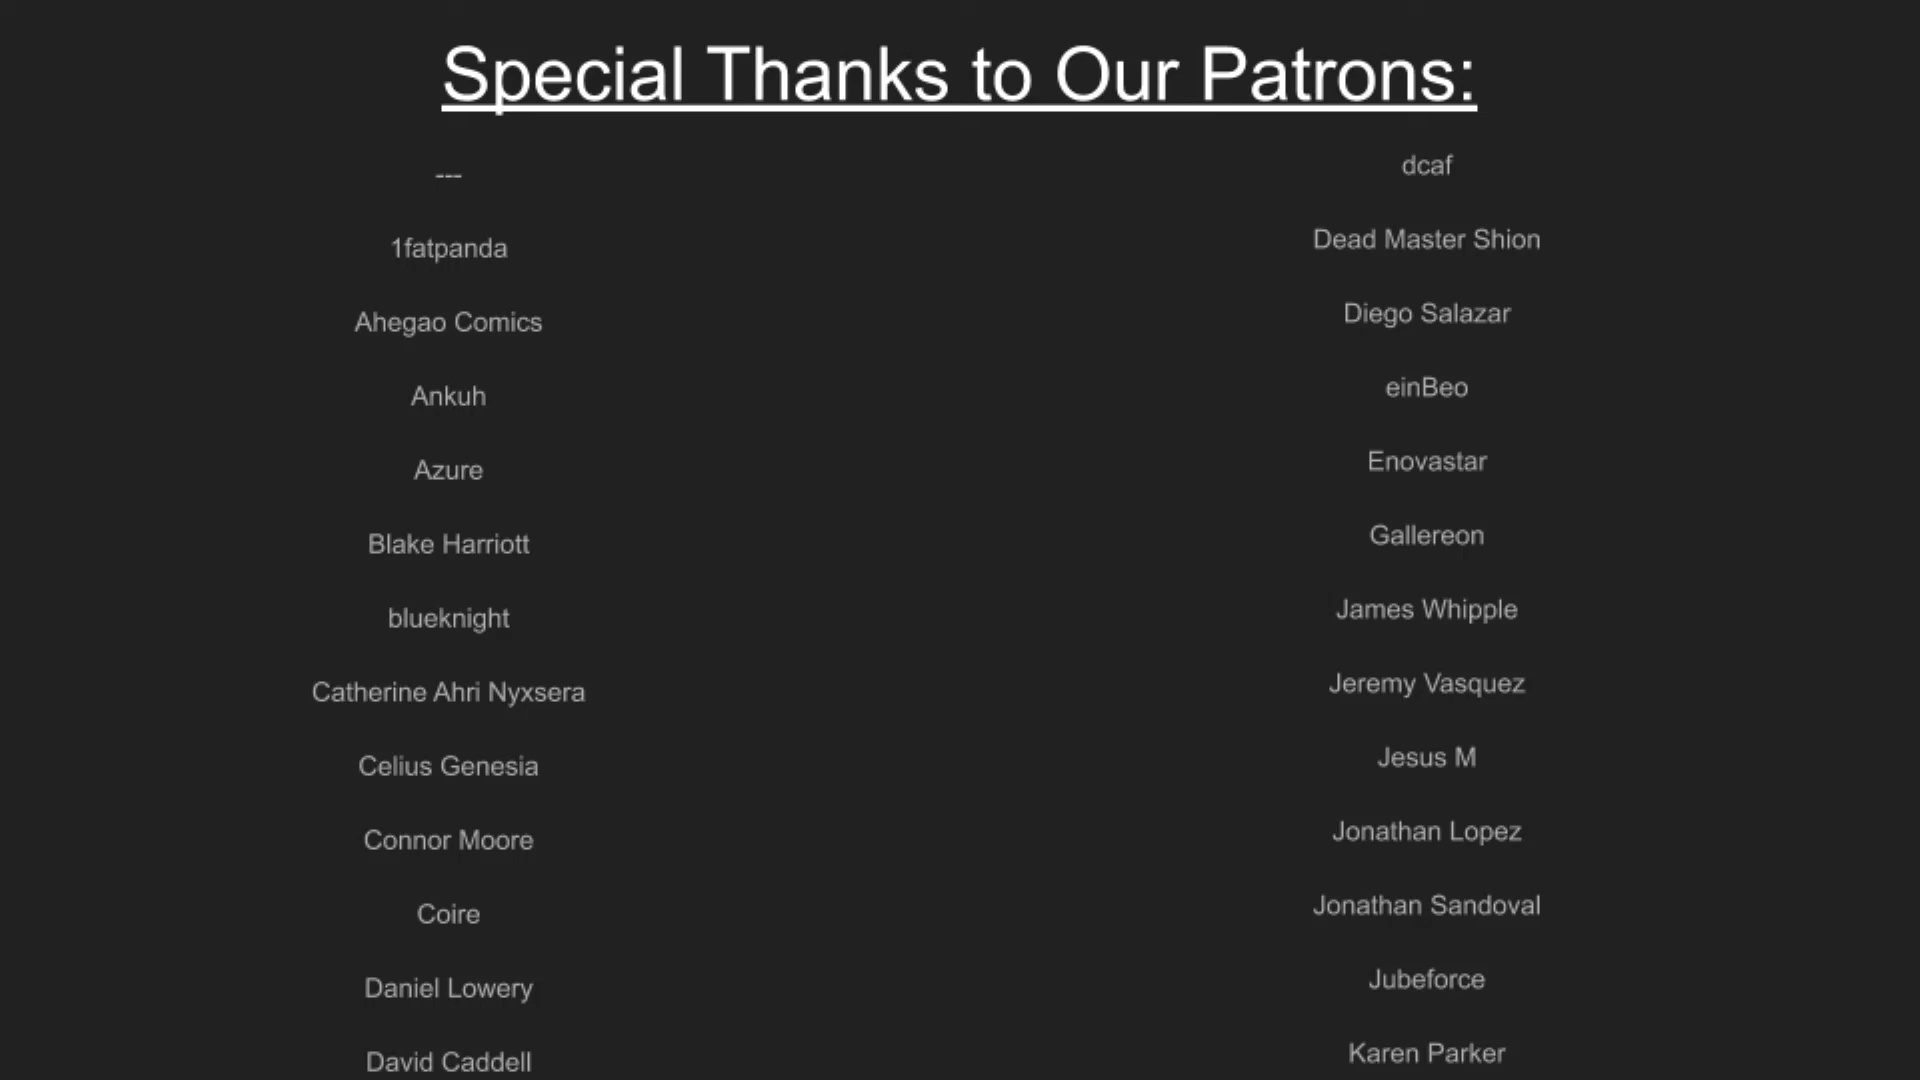 Special Thanks to Our Patrons:
---
1fatpanda
Ahegao Comics
Ankuh
Azure
Blake Harriott
blueknight
Catherine Ahri Nyxsera
Celius Genesia
Connor Moore
Coire
Daniel Lowery
David Caddell
dcaf
Dead Master Shion
Diego Salazar
einBeo
Enovastar
Gallereon
James Whipple
Jeremy Vasquez
Jesus M
Jonathan Lopez
Jonathan Sandoval
Jubeforce
Karen Parker